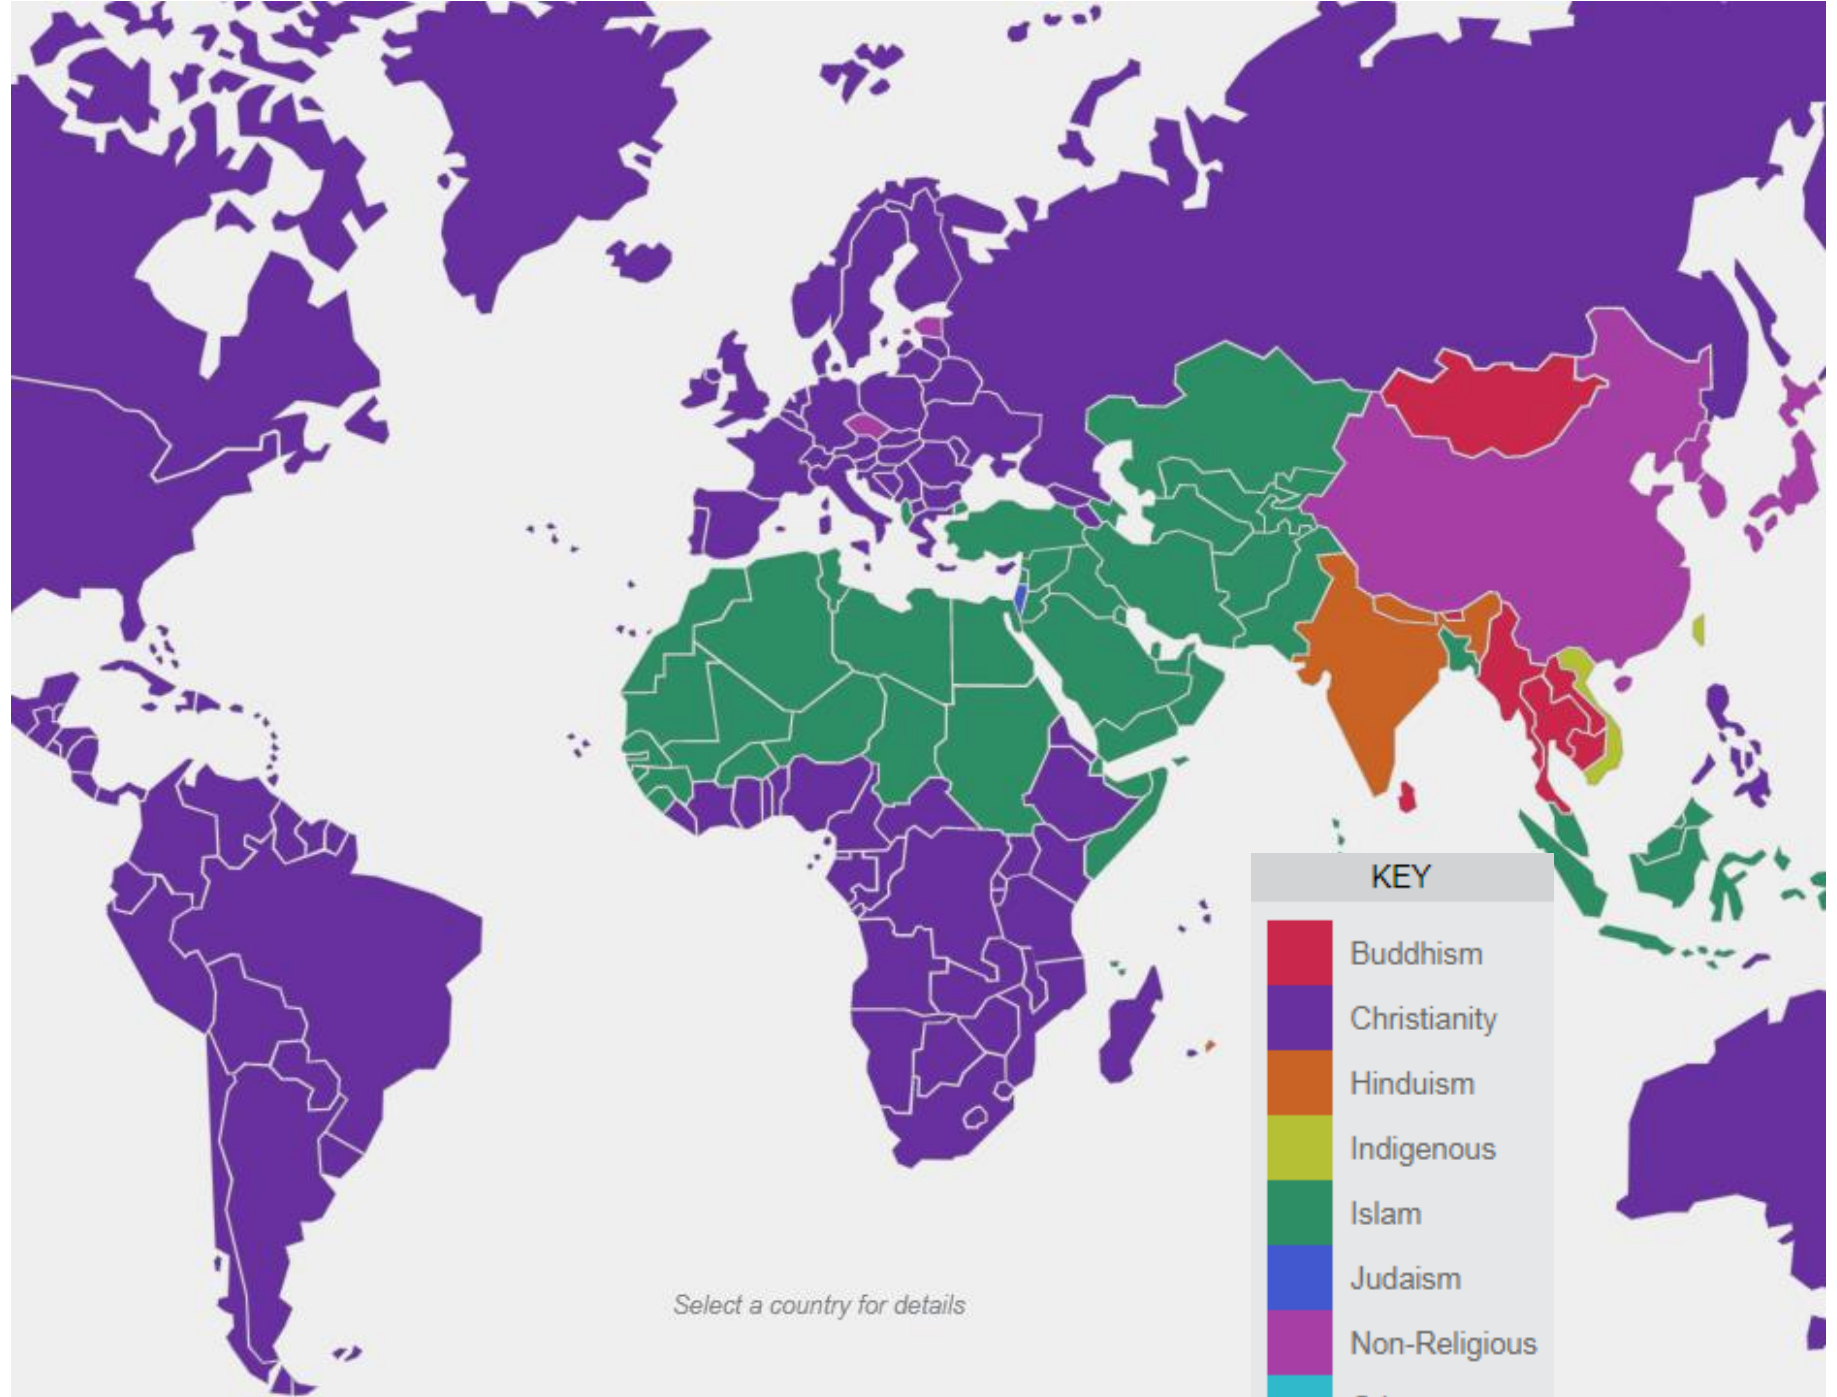 KEY
Buddhism
Christianity
Hinduism
Indigenous
Islam
Judaism
Select a country for details
Non-Religious